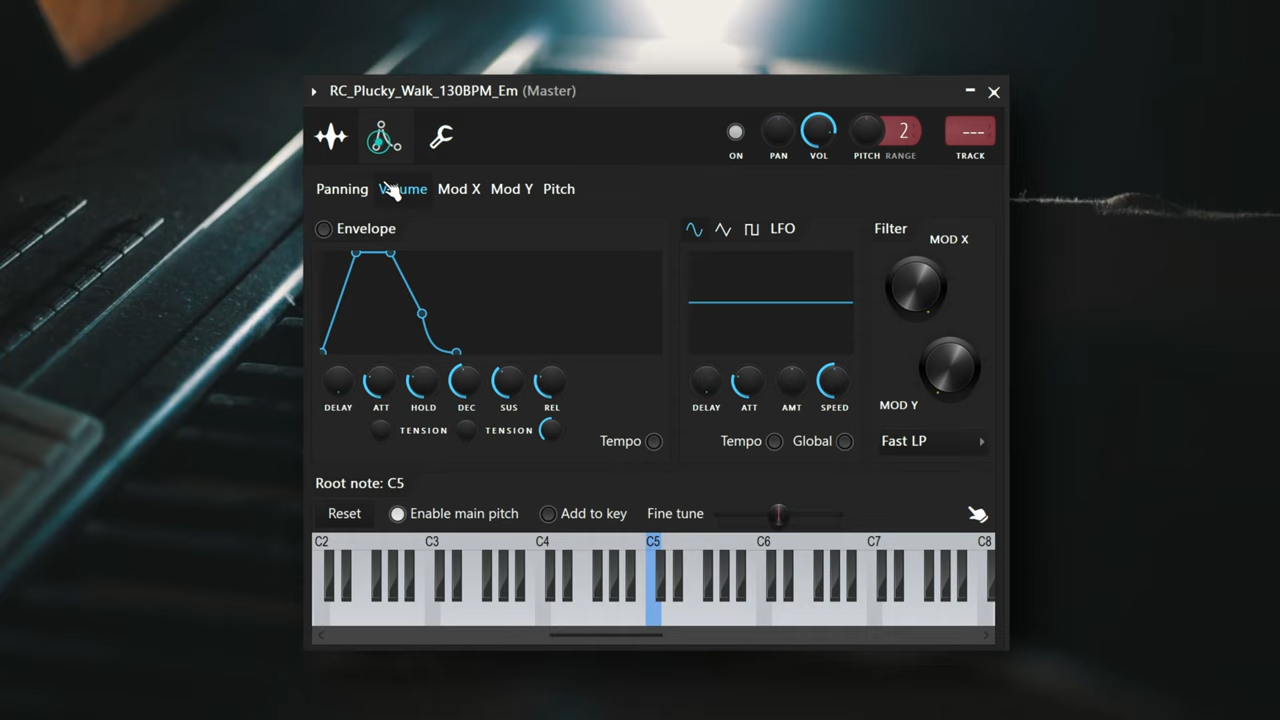 RC_Plucky_Walk_130BPM_Em (Master)
2
---
ON PAN VOL PITCH RANGE TRACK
Panning Volume Mod X Mod Y Pitch
Envelope
LFO
Filter
MOD X
DELAY ATT HOLD DEC SUS REL
TENSION TENSION
Tempo
DELAY ATT AMT SPEED
Tempo Global
MOD Y
Fast LP
Root note: C5
Reset Enable main pitch Add to key Fine tune
C2 C3 C4 C5 C6 C7 C8